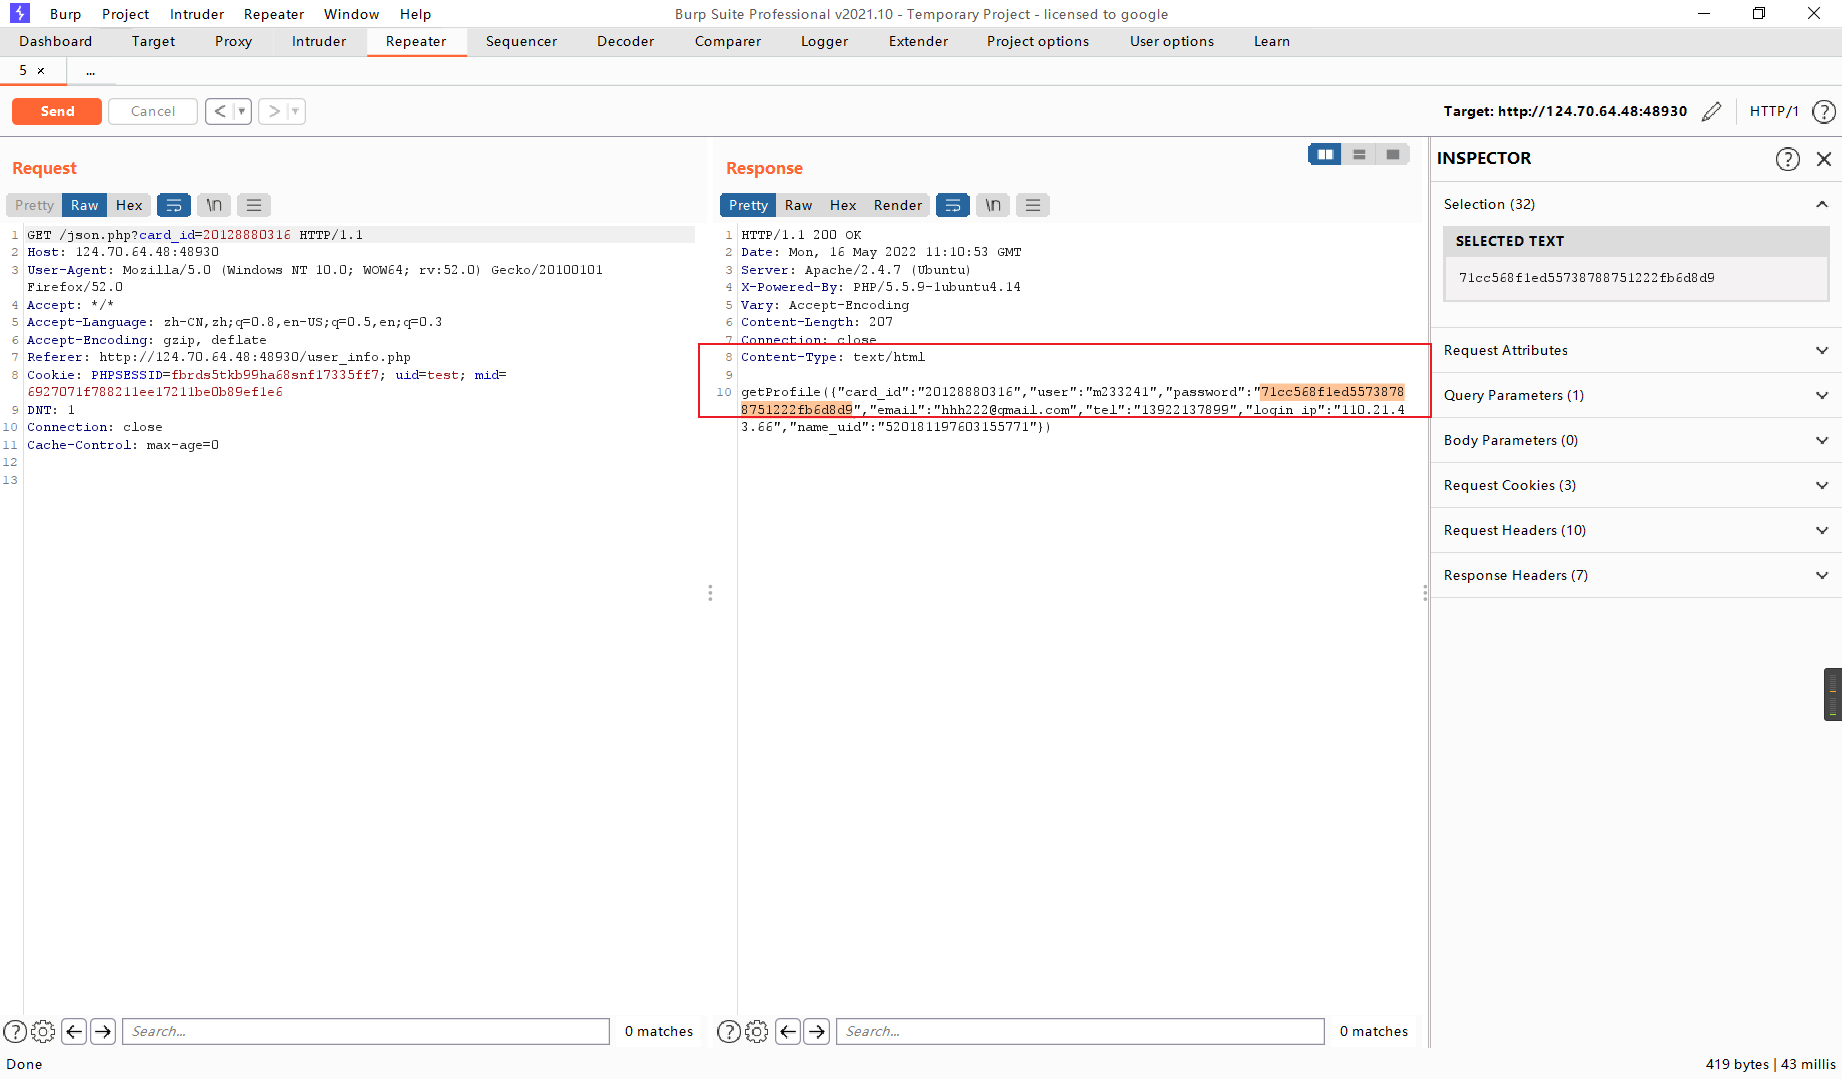 Burp Project Intruder Repeater Window Help
Burp Suite Professional v2021.10 - Temporary Project - licensed to google
Dashboard Target Proxy Intruder Repeater Sequencer Decoder Comparer Logger Extender Project options User options Learn
5 × ...
Send Cancel < >
Target: http://124.70.64.48:48930 HTTP/1 ?
Request
Pretty Raw Hex \n
1 GET /json.php?card_id=20128880316 HTTP/1.1
2 Host: 124.70.64.48:48930
3 User-Agent: Mozilla/5.0 (Windows NT 10.0; WOW64; rv:52.0) Gecko/20100101
Firefox/52.0
4 Accept: */*
5 Accept-Language: zh-CN,zh;q=0.8,en-US;q=0.5,en;q=0.3
6 Accept-Encoding: gzip, deflate
7 Referer: http://124.70.64.48:48930/user_info.php
8 Cookie: PHPSESSID=fbrds5tkb99ha68snf17335ff7; uid=test; mid=
6927071f788211ee17211be0b89ef1e6
9 DNT: 1
10 Connection: close
11 Cache-Control: max-age=0
12
13
? Search... 0 matches
Response
Pretty Raw Hex Render \n
1 HTTP/1.1 200 OK
2 Date: Mon, 16 May 2022 11:10:53 GMT
3 Server: Apache/2.4.7 (Ubuntu)
4 X-Powered-By: PHP/5.5.9-1ubuntu4.14
5 Vary: Accept-Encoding
6 Content-Length: 207
7 Connection: close
8 Content-Type: text/html
9
10 getProfile({"card_id":"20128880316","user":"m233241","password":"71cc568f1ed5573878
8751222fb6d8d9","email":"hhh222@gmail.com","tel":"13922137899","login_ip":"110.21.4
3.66","name_uid":"520181197603155771"})
? Search... 0 matches
INSPECTOR ?
Selection (32)
SELECTED TEXT
71cc568f1ed55738788751222fb6d8d9
Request Attributes
Query Parameters (1)
Body Parameters (0)
Request Cookies (3)
Request Headers (10)
Response Headers (7)
Done
419 bytes | 43 millis